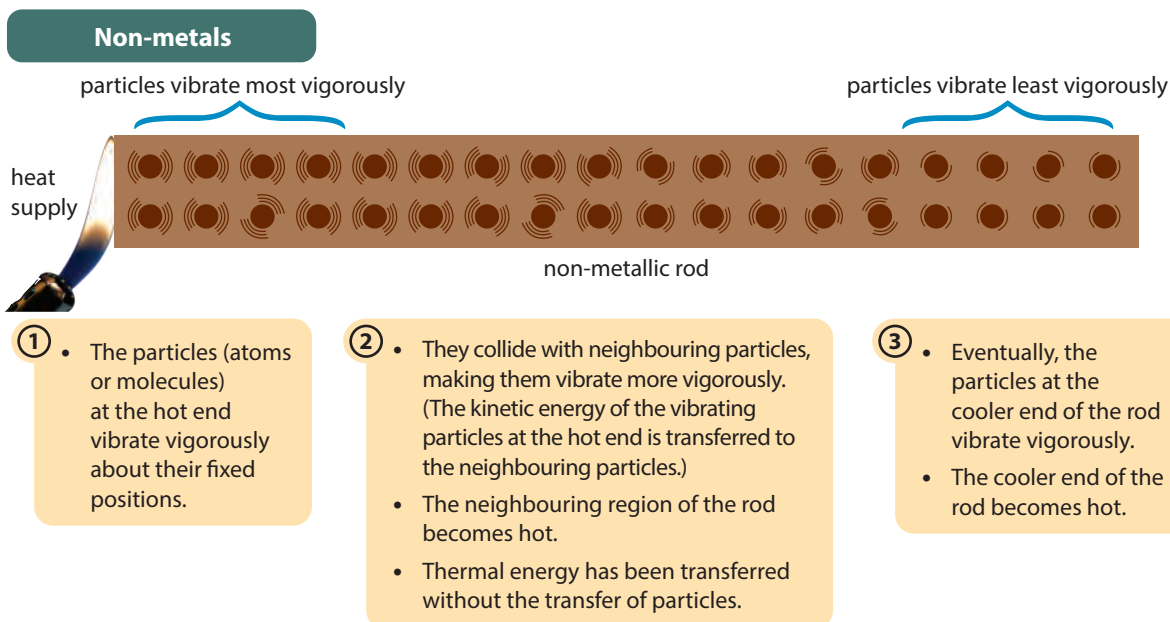 Non-metals
particles vibrate most vigorously
particles vibrate least vigorously
heat
supply
non-metallic rod
1
• The particles (atoms
or molecules)
at the hot end
vibrate vigorously
about their fixed
positions.
2
• They collide with neighbouring particles,
making them vibrate more vigorously.
(The kinetic energy of the vibrating
particles at the hot end is transferred to
the neighbouring particles.)
• The neighbouring region of the rod
becomes hot.
• Thermal energy has been transferred
without the transfer of particles.
3
• Eventually, the
particles at the
cooler end of the rod
vibrate vigorously.
• The cooler end of the
rod becomes hot.